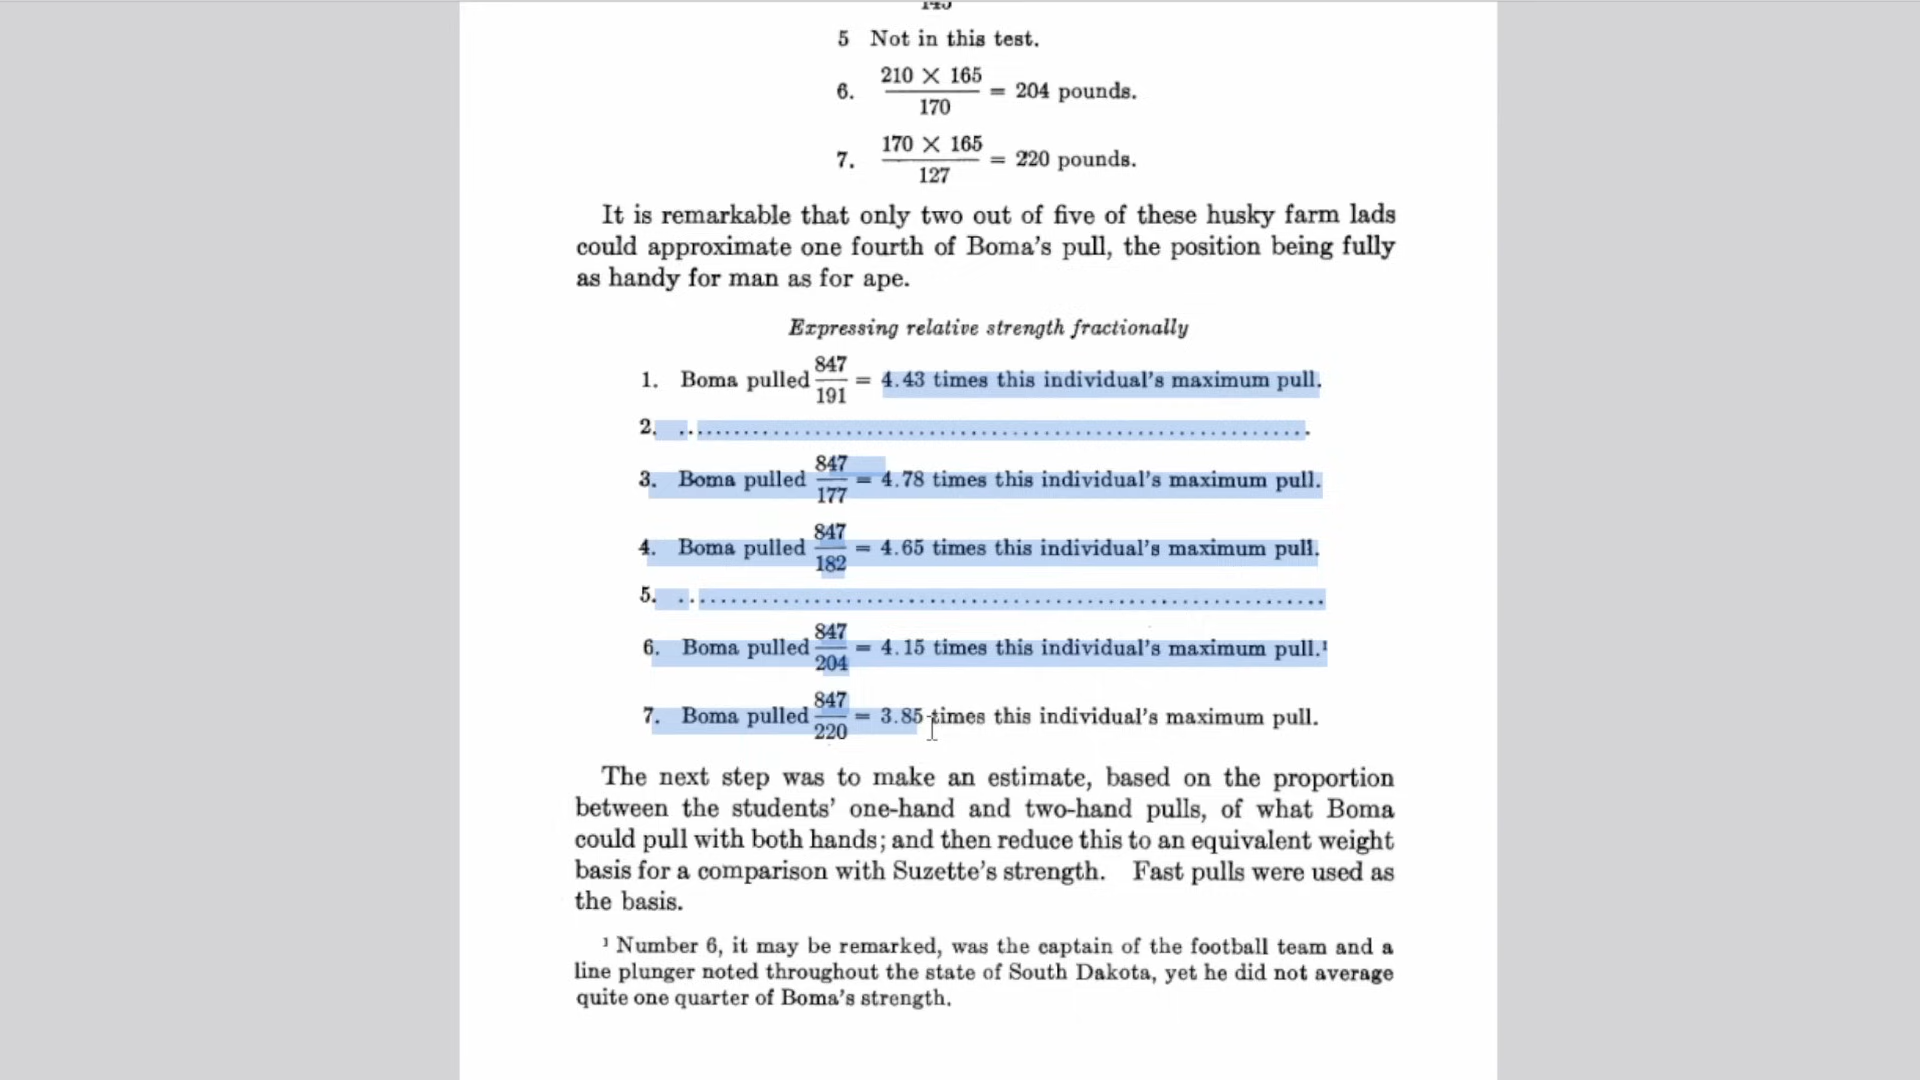 5 Not in this test.
6. 210 × 165 / 170 = 204 pounds.
7. 170 × 165 / 127 = 220 pounds.
It is remarkable that only two out of five of these husky farm lads
could approximate one fourth of Boma's pull, the position being fully
as handy for man as for ape.
Expressing relative strength fractionally
1. Boma pulled 847/191 = 4.43 times this individual's maximum pull.
2. ................................................................
3. Boma pulled 847/177 = 4.78 times this individual's maximum pull.
4. Boma pulled 847/182 = 4.65 times this individual's maximum pull.
5. ................................................................
6. Boma pulled 847/204 = 4.15 times this individual's maximum pull.¹
7. Boma pulled 847/220 = 3.85 times this individual's maximum pull.
The next step was to make an estimate, based on the proportion
between the students' one-hand and two-hand pulls, of what Boma
could pull with both hands; and then reduce this to an equivalent weight
basis for a comparison with Suzette's strength. Fast pulls were used as
the basis.
¹ Number 6, it may be remarked, was the captain of the football team and a
line plunger noted throughout the state of South Dakota, yet he did not average
quite one quarter of Boma's strength.